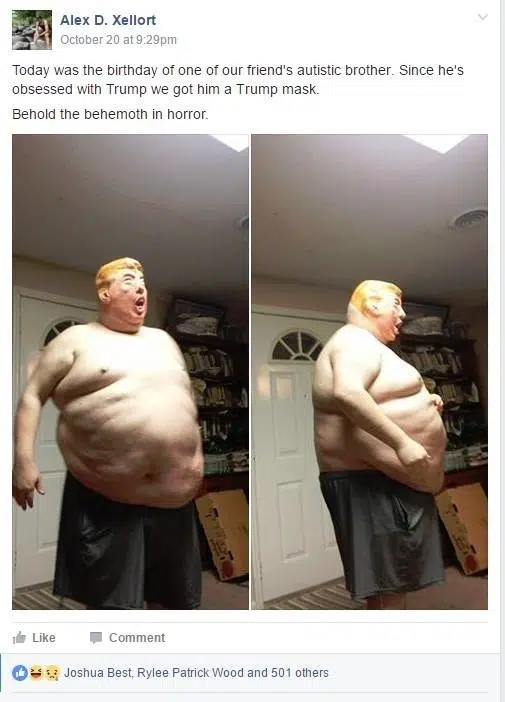 Alex D. Xellort
October 20 at 9:29pm
Today was the birthday of one of our friend's autistic brother. Since he's
obsessed with Trump we got him a Trump mask.
Behold the behemoth in horror.
Like
Comment
Joshua Best, Rylee Patrick Wood and 501 others